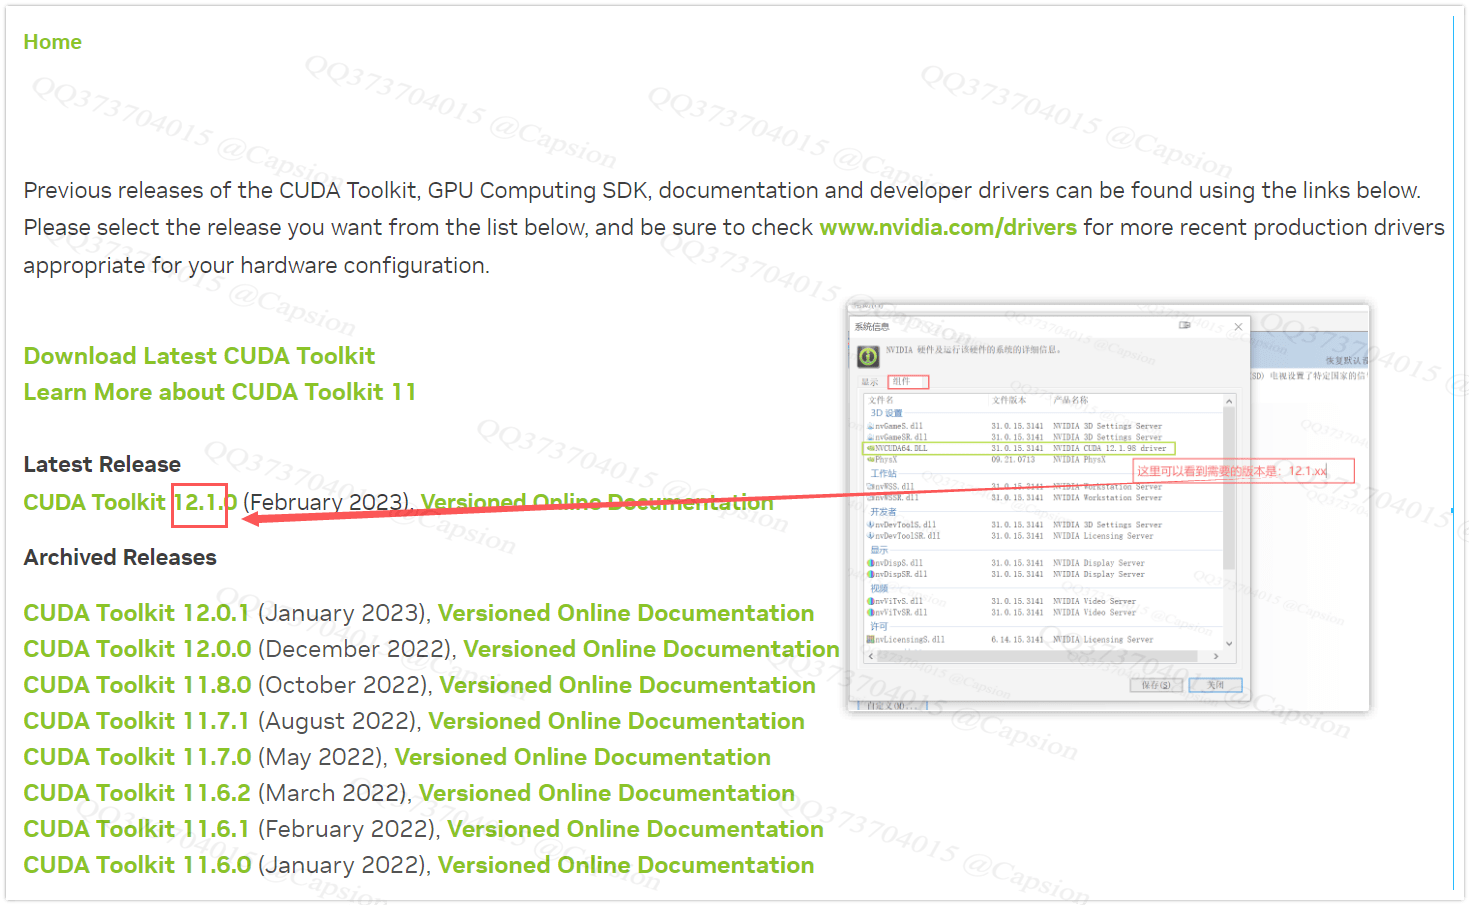 Home
Previous releases of the CUDA Toolkit, GPU Computing SDK, documentation and developer drivers can be found using the links below.
Please select the release you want from the list below, and be sure to check www.nvidia.com/drivers for more recent production drivers
appropriate for your hardware configuration.
Download Latest CUDA Toolkit
Learn More about CUDA Toolkit 11
Latest Release
CUDA Toolkit 12.1.0 (February 2023), Versioned Online Documentation
Archived Releases
CUDA Toolkit 12.0.1 (January 2023), Versioned Online Documentation
CUDA Toolkit 12.0.0 (December 2022), Versioned Online Documentation
CUDA Toolkit 11.8.0 (October 2022), Versioned Online Documentation
CUDA Toolkit 11.7.1 (August 2022), Versioned Online Documentation
CUDA Toolkit 11.7.0 (May 2022), Versioned Online Documentation
CUDA Toolkit 11.6.2 (March 2022), Versioned Online Documentation
CUDA Toolkit 11.6.1 (February 2022), Versioned Online Documentation
CUDA Toolkit 11.6.0 (January 2022), Versioned Online Documentation
系统信息
NVIDIA 硬件及运行该硬件的系统的详细信息。
恢复默认设
显示 组件
SD) 电视设置了特定国家的信
文件名 文件版本 产品名称
3D 设置
nvGameS.dll 31.0.15.3141 NVIDIA 3D Settings Server
nvGameSR.dll 31.0.15.3141 NVIDIA 3D Settings Server
NVCUDA64.DLL 31.0.15.3141 NVIDIA CUDA 12.1.98 driver
PhysX 09.21.0713 NVIDIA PhysX
这里可以看到需要的版本是：12.1.xx
工作站
nvWSS.dll 31.0.15.3141 NVIDIA Workstation Server
nvWSSR.dll 31.0.15.3141 NVIDIA Workstation Server
开发者
nvDevToolS.dll 31.0.15.3141 NVIDIA 3D Settings Server
nvDevToolSR.dll 31.0.15.3141 NVIDIA Licensing Server
显示
nvDispS.dll 31.0.15.3141 NVIDIA Display Server
nvDispSR.dll 31.0.15.3141 NVIDIA Display Server
视频
nvViTvS.dll 31.0.15.3141 NVIDIA Video Server
nvViTvSR.dll 31.0.15.3141 NVIDIA Video Server
许可
nvLicensingS.dll 6.14.15.3141 NVIDIA Licensing Server
保存(S) 关闭
QQ373704015 @Capsion